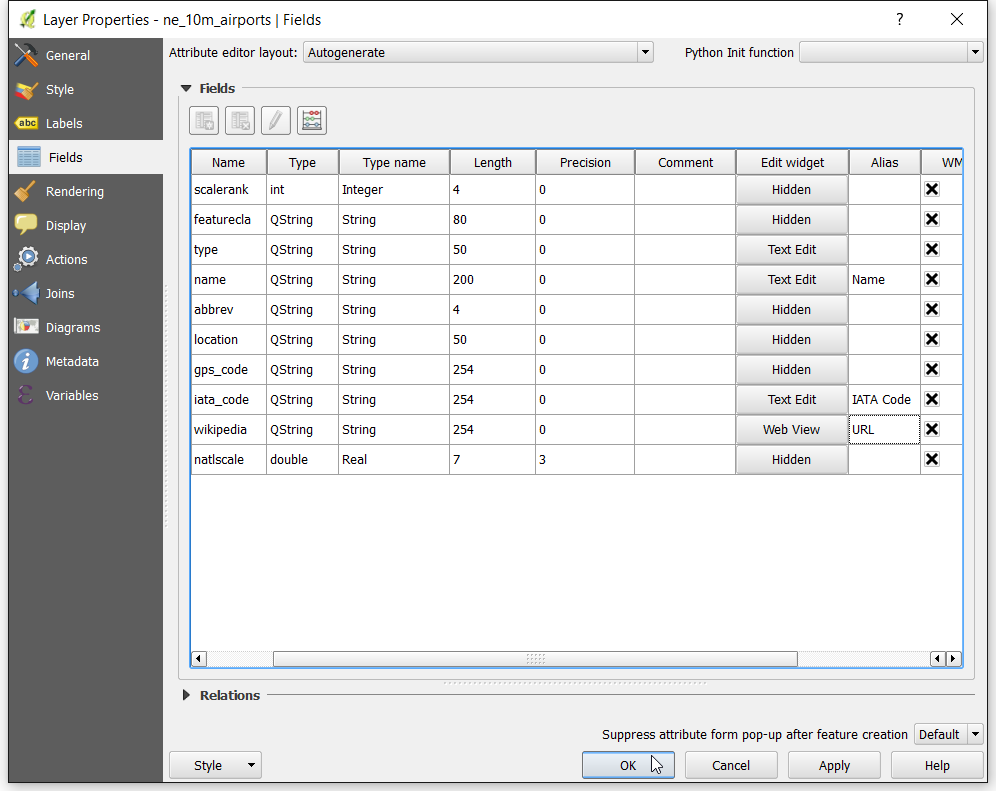 Layer Properties - ne_10m_airports | Fields ?
General
Style
abc Labels
Fields
Rendering
Display
Actions
Joins
Diagrams
i Metadata
Variables
Attribute editor layout: Autogenerate Python Init function
Fields
Name Type Type name Length Precision Comment Edit widget Alias WM
scalerank int Integer 4 0 Hidden
featurecla QString String 80 0 Hidden
type QString String 50 0 Text Edit
name QString String 200 0 Text Edit Name
abbrev QString String 4 0 Hidden
location QString String 50 0 Hidden
gps_code QString String 254 0 Hidden
iata_code QString String 254 0 Text Edit IATA Code
wikipedia QString String 254 0 Web View URL
natlscale double Real 7 3 Hidden
Relations
Suppress attribute form pop-up after feature creation Default
Style OK Cancel Apply Help